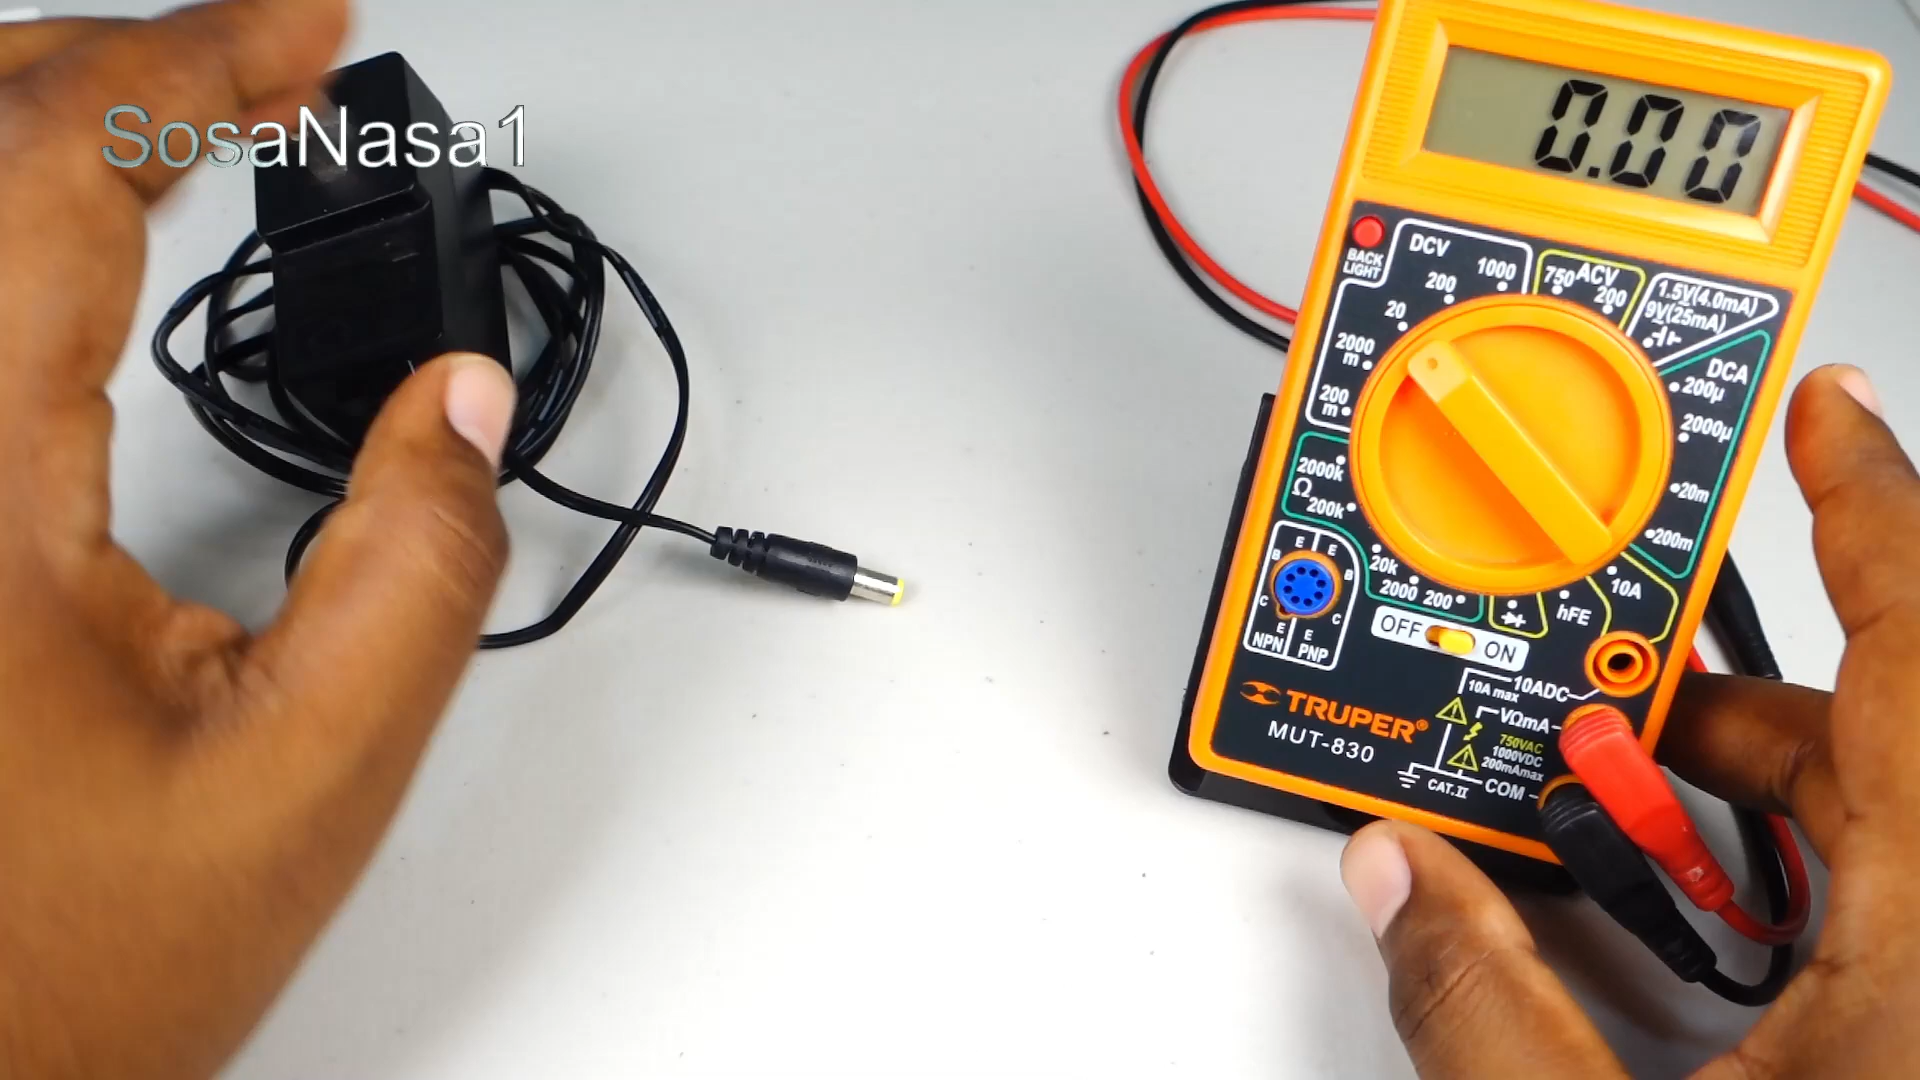 SosaNasa1
0.00
BACK
LIGHT
DCV
200
1000
20
2000
m
200
m
750
ACV
200
1.5V(4.0mA)
9V(25mA)
DCA
200μ
2000μ
20m
200m
10A
hFE
2000k
Ω
200k
20k
2000
200
OFF
ON
E
E
B
B
C
C
E
E
NPN
PNP
TRUPER®
MUT-830
10A max
10ADC
VΩmA
750VAC
1000VDC
200mAmax
CAT.II
COM